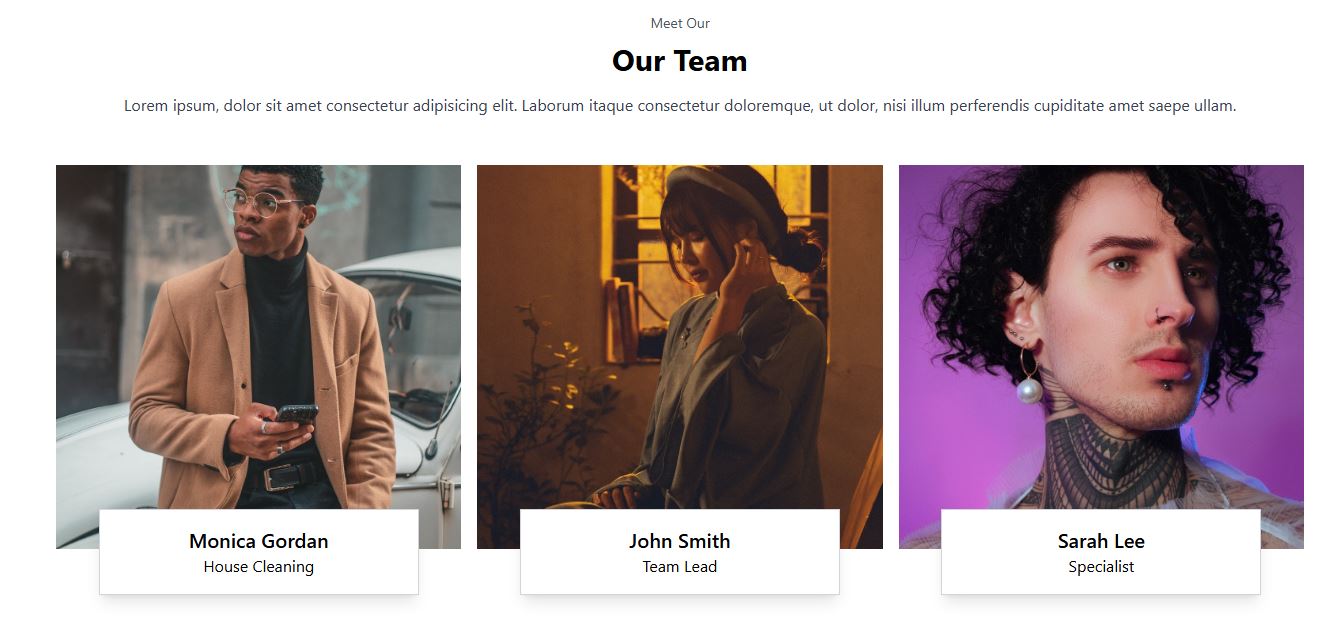 Meet Our
Our Team
Lorem ipsum, dolor sit amet consectetur adipisicing elit. Laborum itaque consectetur doloremque, ut dolor, nisi illum perferendis cupiditate amet saepe ullam.
Monica Gordan
House Cleaning
John Smith
Team Lead
Sarah Lee
Specialist